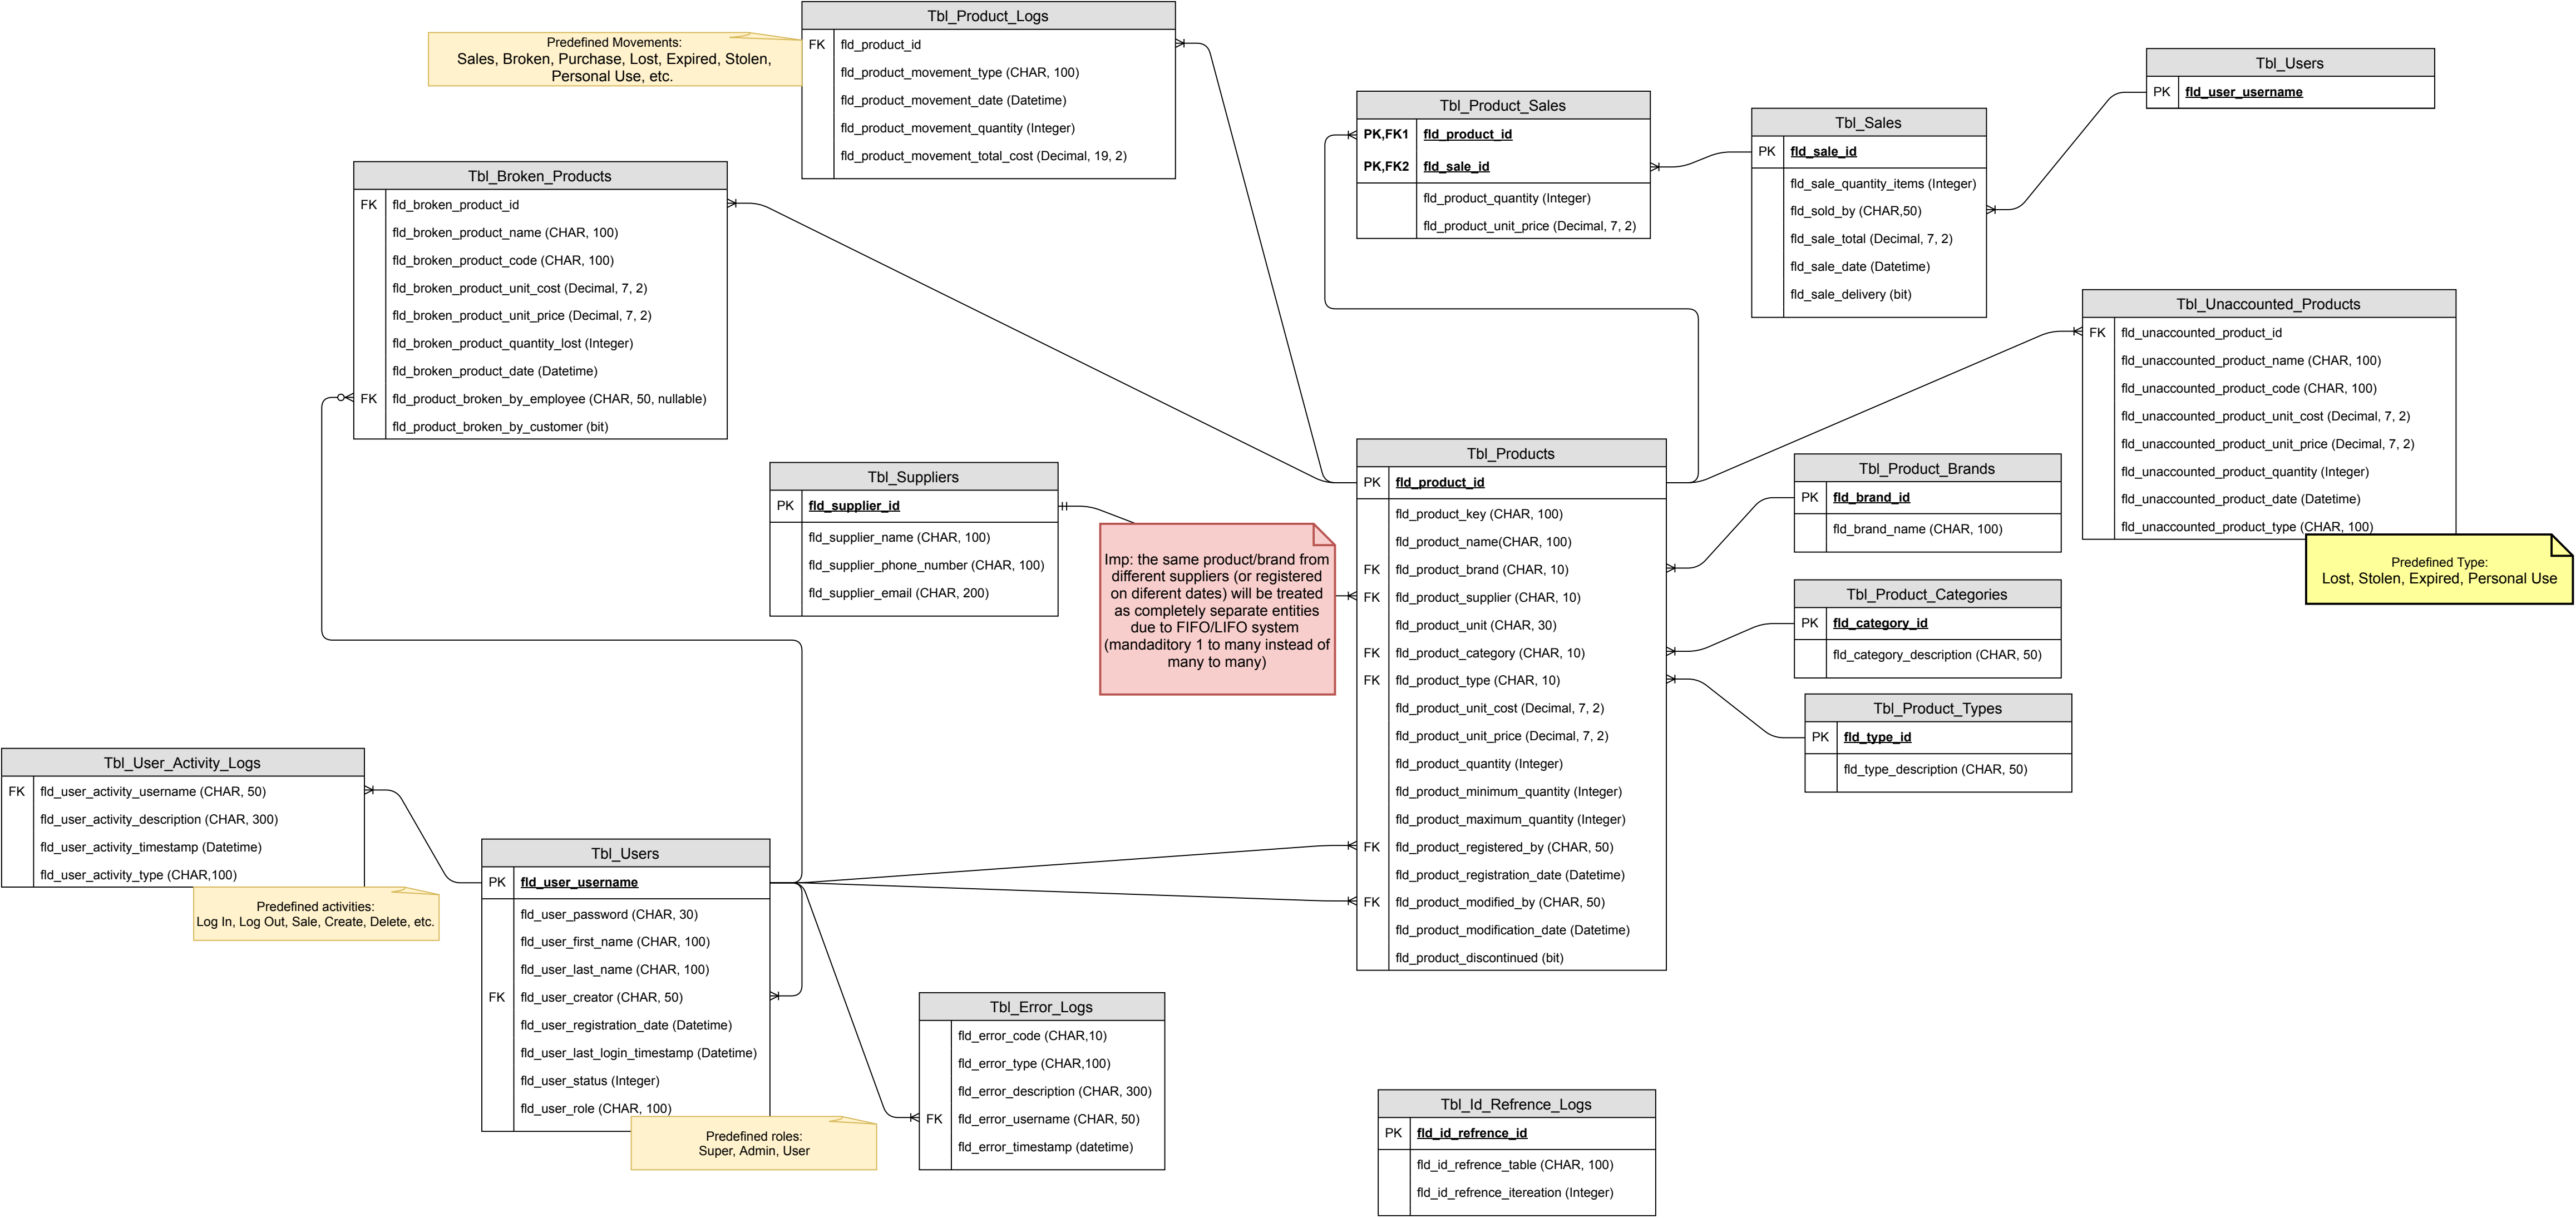 Tbl_Product_Logs
FK fld_product_id
fld_product_movement_type (CHAR, 100)
fld_product_movement_date (Datetime)
fld_product_movement_quantity (Integer)
fld_product_movement_total_cost (Decimal, 19, 2)
Predefined Movements:
Sales, Broken, Purchase, Lost, Expired, Stolen,
Personal Use, etc.
Tbl_Users
PK fld_user_username
Tbl_Product_Sales
PK,FK1 fld_product_id
PK,FK2 fld_sale_id
fld_product_quantity (Integer)
fld_product_unit_price (Decimal, 7, 2)
Tbl_Sales
PK fld_sale_id
fld_sale_quantity_items (Integer)
fld_sold_by (CHAR,50)
fld_sale_total (Decimal, 7, 2)
fld_sale_date (Datetime)
fld_sale_delivery (bit)
Tbl_Broken_Products
FK fld_broken_product_id
fld_broken_product_name (CHAR, 100)
fld_broken_product_code (CHAR, 100)
fld_broken_product_unit_cost (Decimal, 7, 2)
fld_broken_product_unit_price (Decimal, 7, 2)
fld_broken_product_quantity_lost (Integer)
fld_broken_product_date (Datetime)
FK fld_product_broken_by_employee (CHAR, 50, nullable)
fld_product_broken_by_customer (bit)
Tbl_Unaccounted_Products
FK fld_unaccounted_product_id
fld_unaccounted_product_name (CHAR, 100)
fld_unaccounted_product_code (CHAR, 100)
fld_unaccounted_product_unit_cost (Decimal, 7, 2)
fld_unaccounted_product_unit_price (Decimal, 7, 2)
fld_unaccounted_product_quantity (Integer)
fld_unaccounted_product_date (Datetime)
fld_unaccounted_product_type (CHAR, 100)
Predefined Type:
Lost, Stolen, Expired, Personal Use
Tbl_Suppliers
PK fld_supplier_id
fld_supplier_name (CHAR, 100)
fld_supplier_phone_number (CHAR, 100)
fld_supplier_email (CHAR, 200)
Imp: the same product/brand from
different suppliers (or registered
on diferent dates) will be treated
as completely separate entities
due to FIFO/LIFO system
(mandaditory 1 to many instead of
many to many)
Tbl_Products
PK fld_product_id
fld_product_key (CHAR, 100)
fld_product_name(CHAR, 100)
FK fld_product_brand (CHAR, 10)
FK fld_product_supplier (CHAR, 10)
fld_product_unit (CHAR, 30)
FK fld_product_category (CHAR, 10)
FK fld_product_type (CHAR, 10)
fld_product_unit_cost (Decimal, 7, 2)
fld_product_unit_price (Decimal, 7, 2)
fld_product_quantity (Integer)
fld_product_minimum_quantity (Integer)
fld_product_maximum_quantity (Integer)
FK fld_product_registered_by (CHAR, 50)
fld_product_registration_date (Datetime)
FK fld_product_modified_by (CHAR, 50)
fld_product_modification_date (Datetime)
fld_product_discontinued (bit)
Tbl_Product_Brands
PK fld_brand_id
fld_brand_name (CHAR, 100)
Tbl_Product_Categories
PK fld_category_id
fld_category_description (CHAR, 50)
Tbl_Product_Types
PK fld_type_id
fld_type_description (CHAR, 50)
Tbl_User_Activity_Logs
FK fld_user_activity_username (CHAR, 50)
fld_user_activity_description (CHAR, 300)
fld_user_activity_timestamp (Datetime)
fld_user_activity_type (CHAR,100)
Predefined activities:
Log In, Log Out, Sale, Create, Delete, etc.
Tbl_Users
PK fld_user_username
fld_user_password (CHAR, 30)
fld_user_first_name (CHAR, 100)
fld_user_last_name (CHAR, 100)
FK fld_user_creator (CHAR, 50)
fld_user_registration_date (Datetime)
fld_user_last_login_timestamp (Datetime)
fld_user_status (Integer)
fld_user_role (CHAR, 100)
Predefined roles:
Super, Admin, User
Tbl_Error_Logs
fld_error_code (CHAR,10)
fld_error_type (CHAR,100)
fld_error_description (CHAR, 300)
FK fld_error_username (CHAR, 50)
fld_error_timestamp (datetime)
Tbl_Id_Refrence_Logs
PK fld_id_refrence_id
fld_id_refrence_table (CHAR, 100)
fld_id_refrence_itereation (Integer)